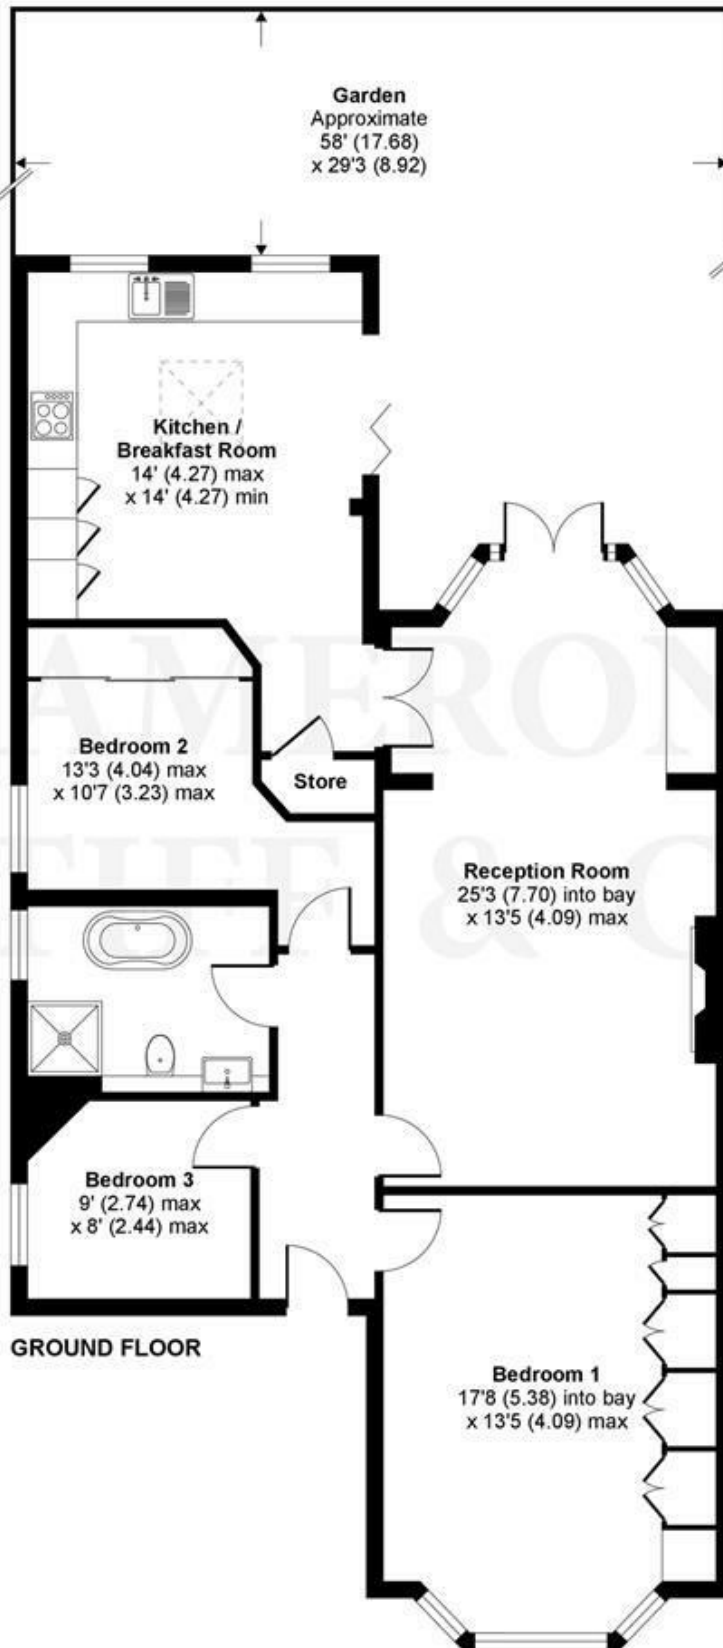 Garden
Approximate
58' (17.68)
x 29'3 (8.92)
Kitchen /
Breakfast Room
14' (4.27) max
x 14' (4.27) min
Bedroom 2
13'3 (4.04) max
x 10'7 (3.23) max
Store
Reception Room
25'3 (7.70) into bay
x 13'5 (4.09) max
Bedroom 3
9' (2.74) max
x 8' (2.44) max
GROUND FLOOR
Bedroom 1
17'8 (5.38) into bay
x 13'5 (4.09) max